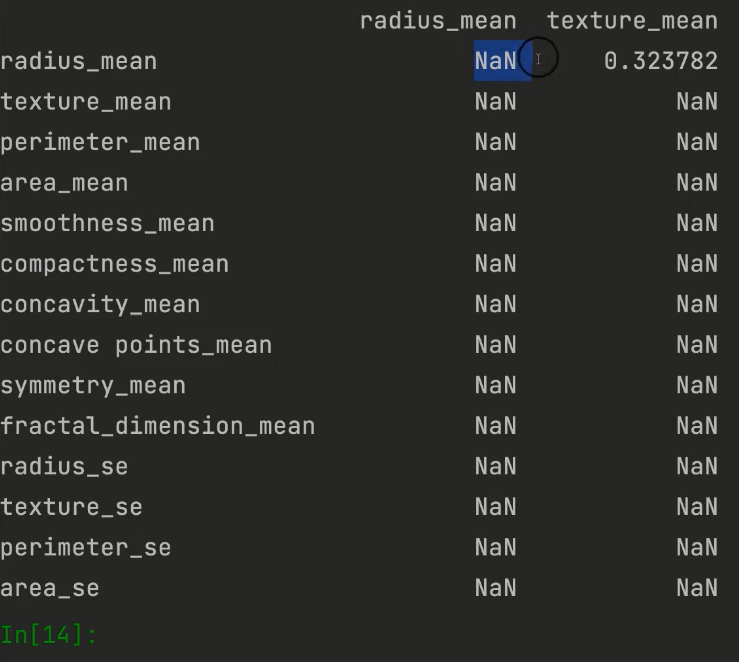 radius_mean texture_mean
radius_mean NaN 0.323782
texture_mean NaN NaN
perimeter_mean NaN NaN
area_mean NaN NaN
smoothness_mean NaN NaN
compactness_mean NaN NaN
concavity_mean NaN NaN
concave points_mean NaN NaN
symmetry_mean NaN NaN
fractal_dimension_mean NaN NaN
radius_se NaN NaN
texture_se NaN NaN
perimeter_se NaN NaN
area_se NaN NaN
In[14]: